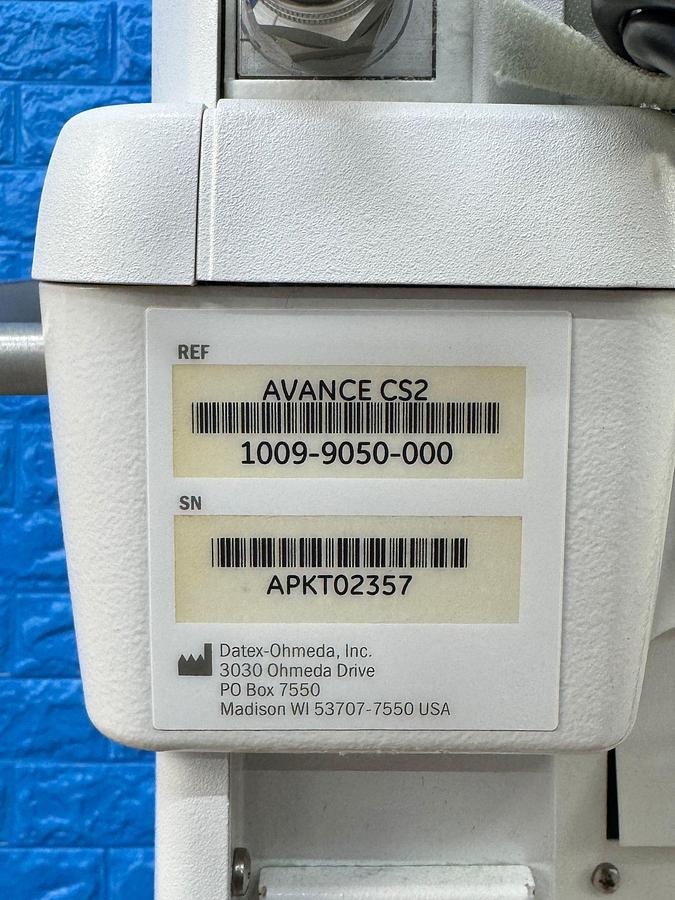 REF
AVANCE CS2
1009-9050-000
SN
APKT02357
Datex-Ohmeda, Inc.
3030 Ohmeda Drive
PO Box 7550
Madison WI 53707-7550 USA